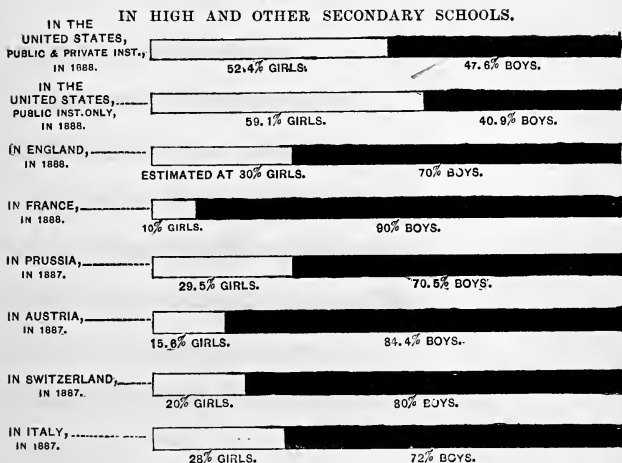 IN HIGH AND OTHER SECONDARY SCHOOLS.
IN THE
UNITED STATES,
PUBLIC & PRIVATE INST.,
IN 1888.
52.4% GIRLS.
47.6% BOYS.
IN THE
UNITED STATES,
PUBLIC INST. ONLY,
IN 1888.
59.1% GIRLS.
40.9% BOYS.
IN ENGLAND,
IN 1888.
ESTIMATED AT 30% GIRLS.
70% BOYS.
IN FRANCE,
IN 1888.
10% GIRLS.
90% BOYS.
IN PRUSSIA,
IN 1887.
29.5% GIRLS.
70.5% BOYS.
IN AUSTRIA,
IN 1887.
15.6% GIRLS.
84.4% BOYS.
IN SWITZERLAND,
IN 1887.
20% GIRLS.
80% BOYS.
IN ITALY,
IN 1887.
28% GIRLS.
72% BOYS.